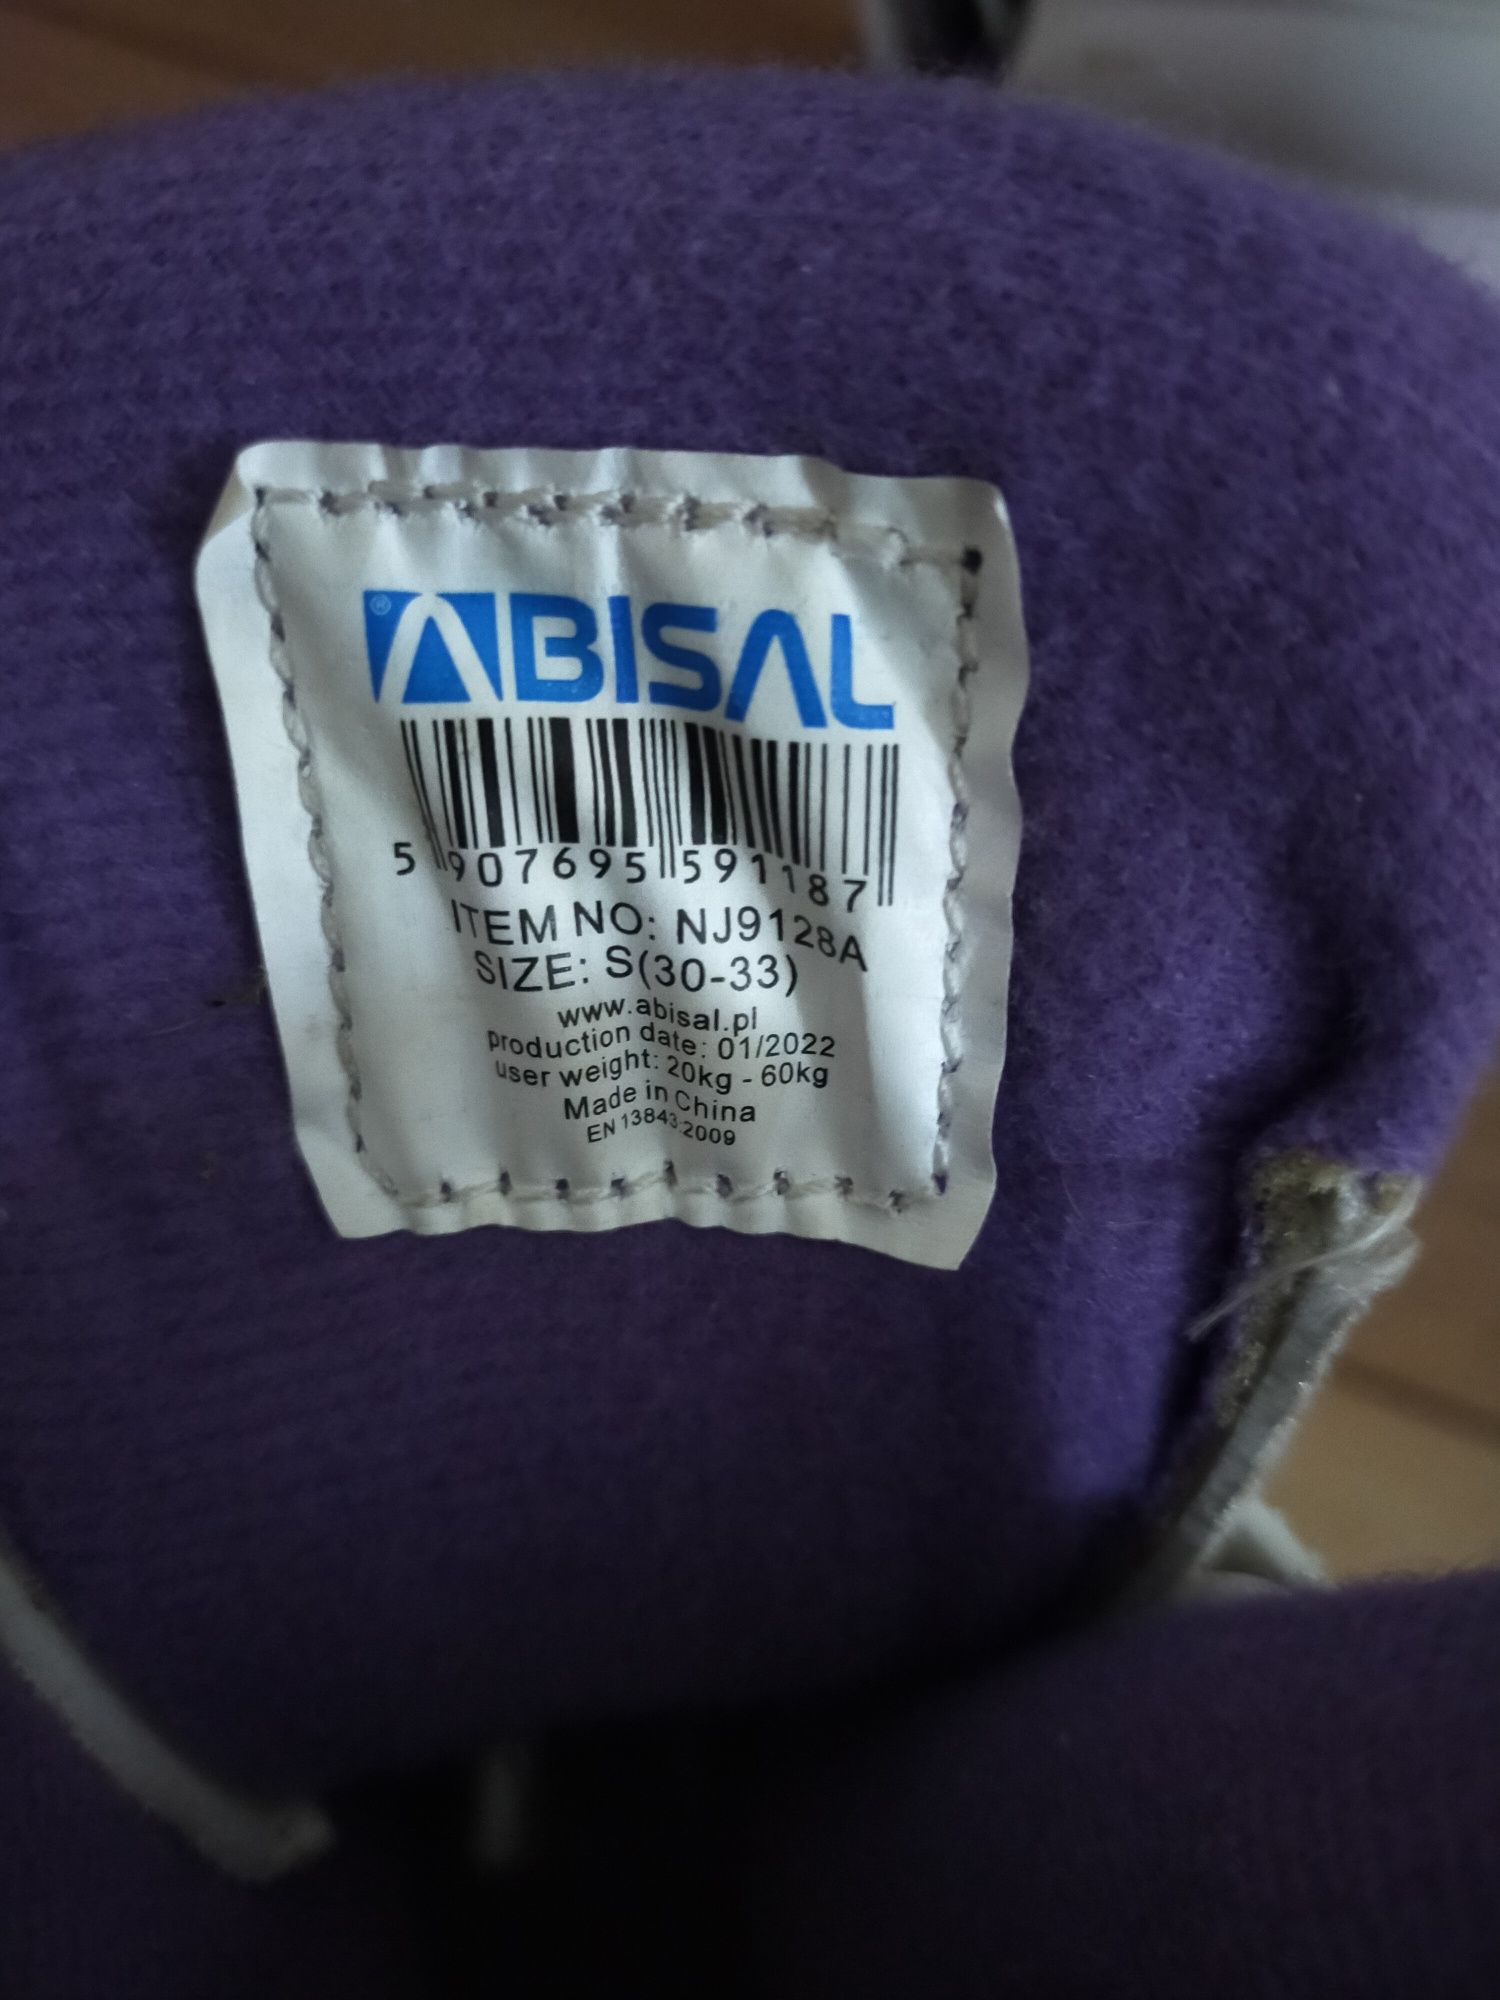 ABISAL
5 907695 591187
ITEM NO: NJ9128A
SIZE: S(30-33)
www.abisal.pl
production date: 01/2022
user weight: 20kg - 60kg
Made in China
EN 13843:2009